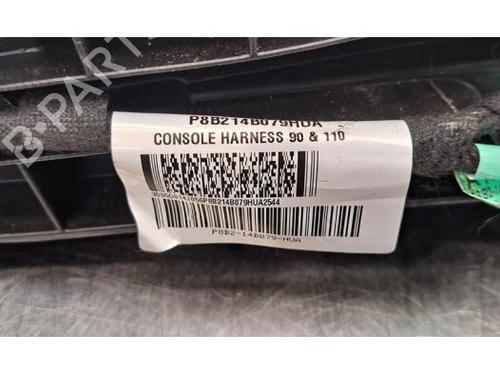 B-PARTS
P8B214B079HUA
CONSOLE HARNESS 90 & 110
P8B2-14B079-HUA